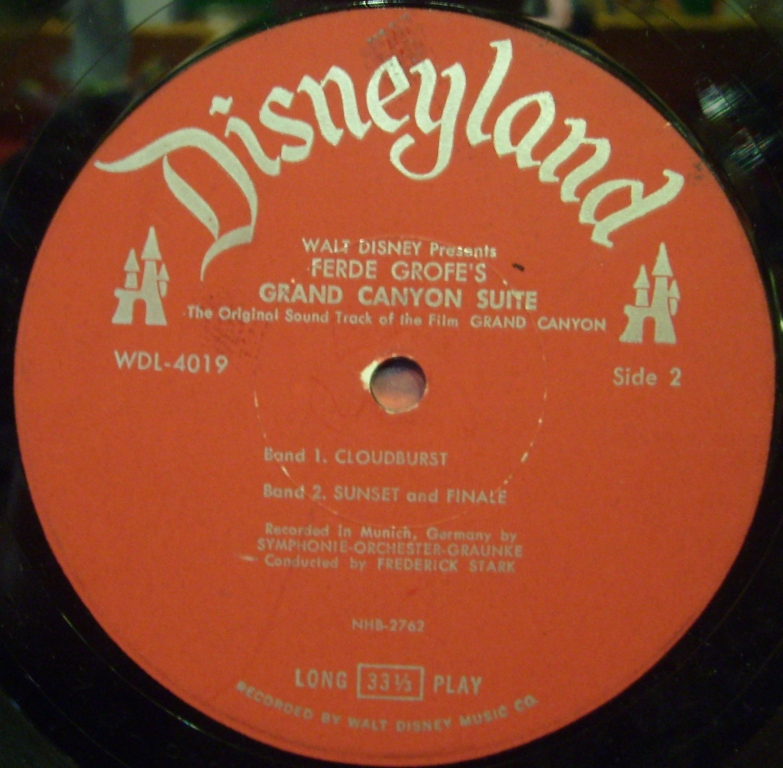 Disneyland
WALT DISNEY Presents
FERDE GROFE'S
GRAND CANYON SUITE
The Original Sound Track of the Film GRAND CANYON
WDL-4019
Side 2
Band 1. CLOUDBURST
Band 2. SUNSET and FINALE
Recorded in Munich, Germany by
SYMPHONIE-ORCHESTER-GRAUNKE
Conducted by FREDERICK STARK
NHB-2762
LONG 33⅓ PLAY
RECORDED BY WALT DISNEY MUSIC CO.